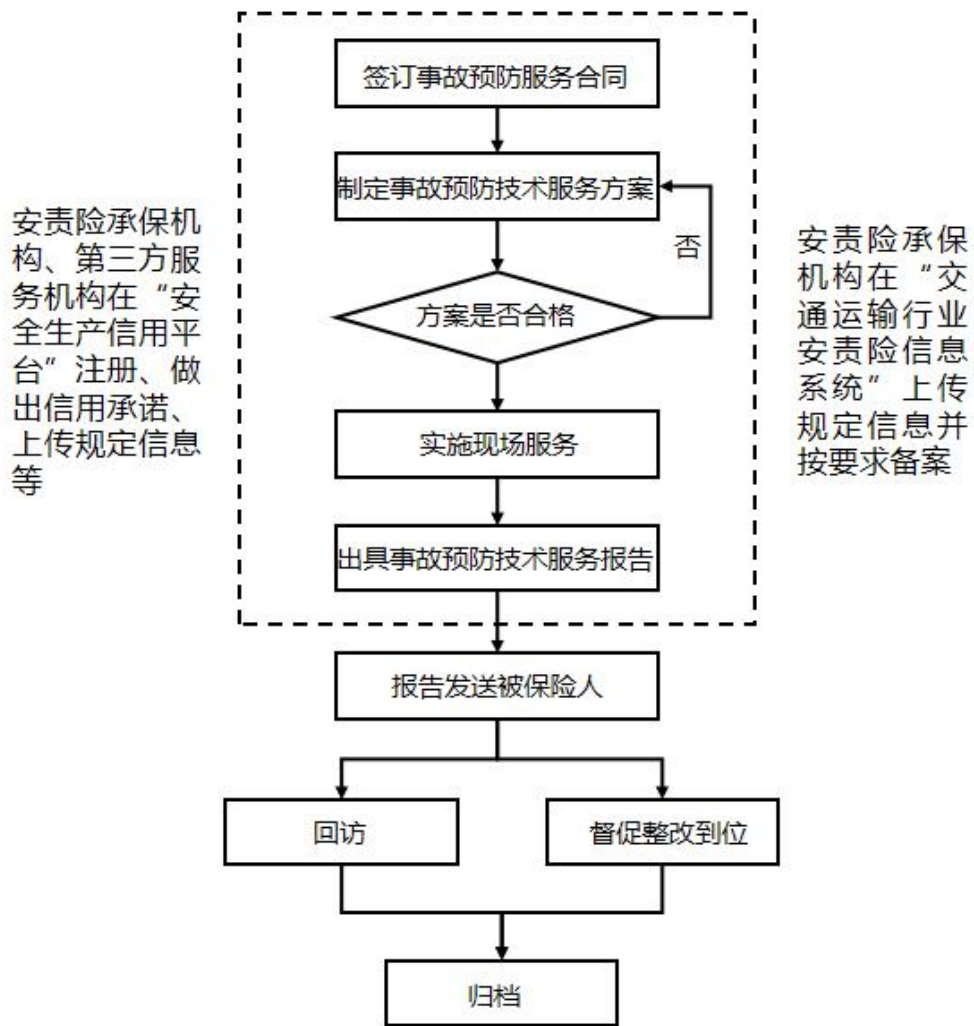 签订事故预防服务合同
制定事故预防技术服务方案
否
方案是否合格
实施现场服务
出具事故预防技术服务报告
安责险承保机
构、第三方服
务机构在“安
全生产信用平
台”注册、做
出信用承诺、
上传规定信息
等
安责险承保
机构在“交
通运输行业
安责险信息
系统”上传
规定信息并
按要求备案
报告发送被保险人
回访
督促整改到位
归档